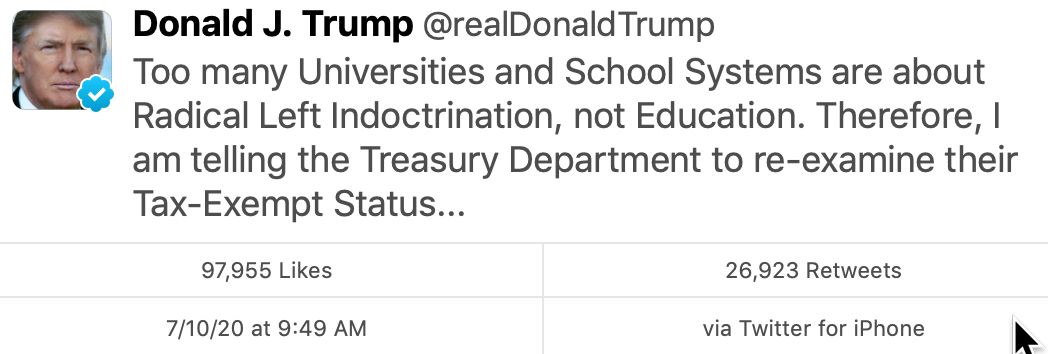 Donald J. Trump @realDonaldTrump
Too many Universities and School Systems are about
Radical Left Indoctrination, not Education. Therefore, I
am telling the Treasury Department to re-examine their
Tax-Exempt Status...
97,955 Likes
26,923 Retweets
7/10/20 at 9:49 AM
via Twitter for iPhone